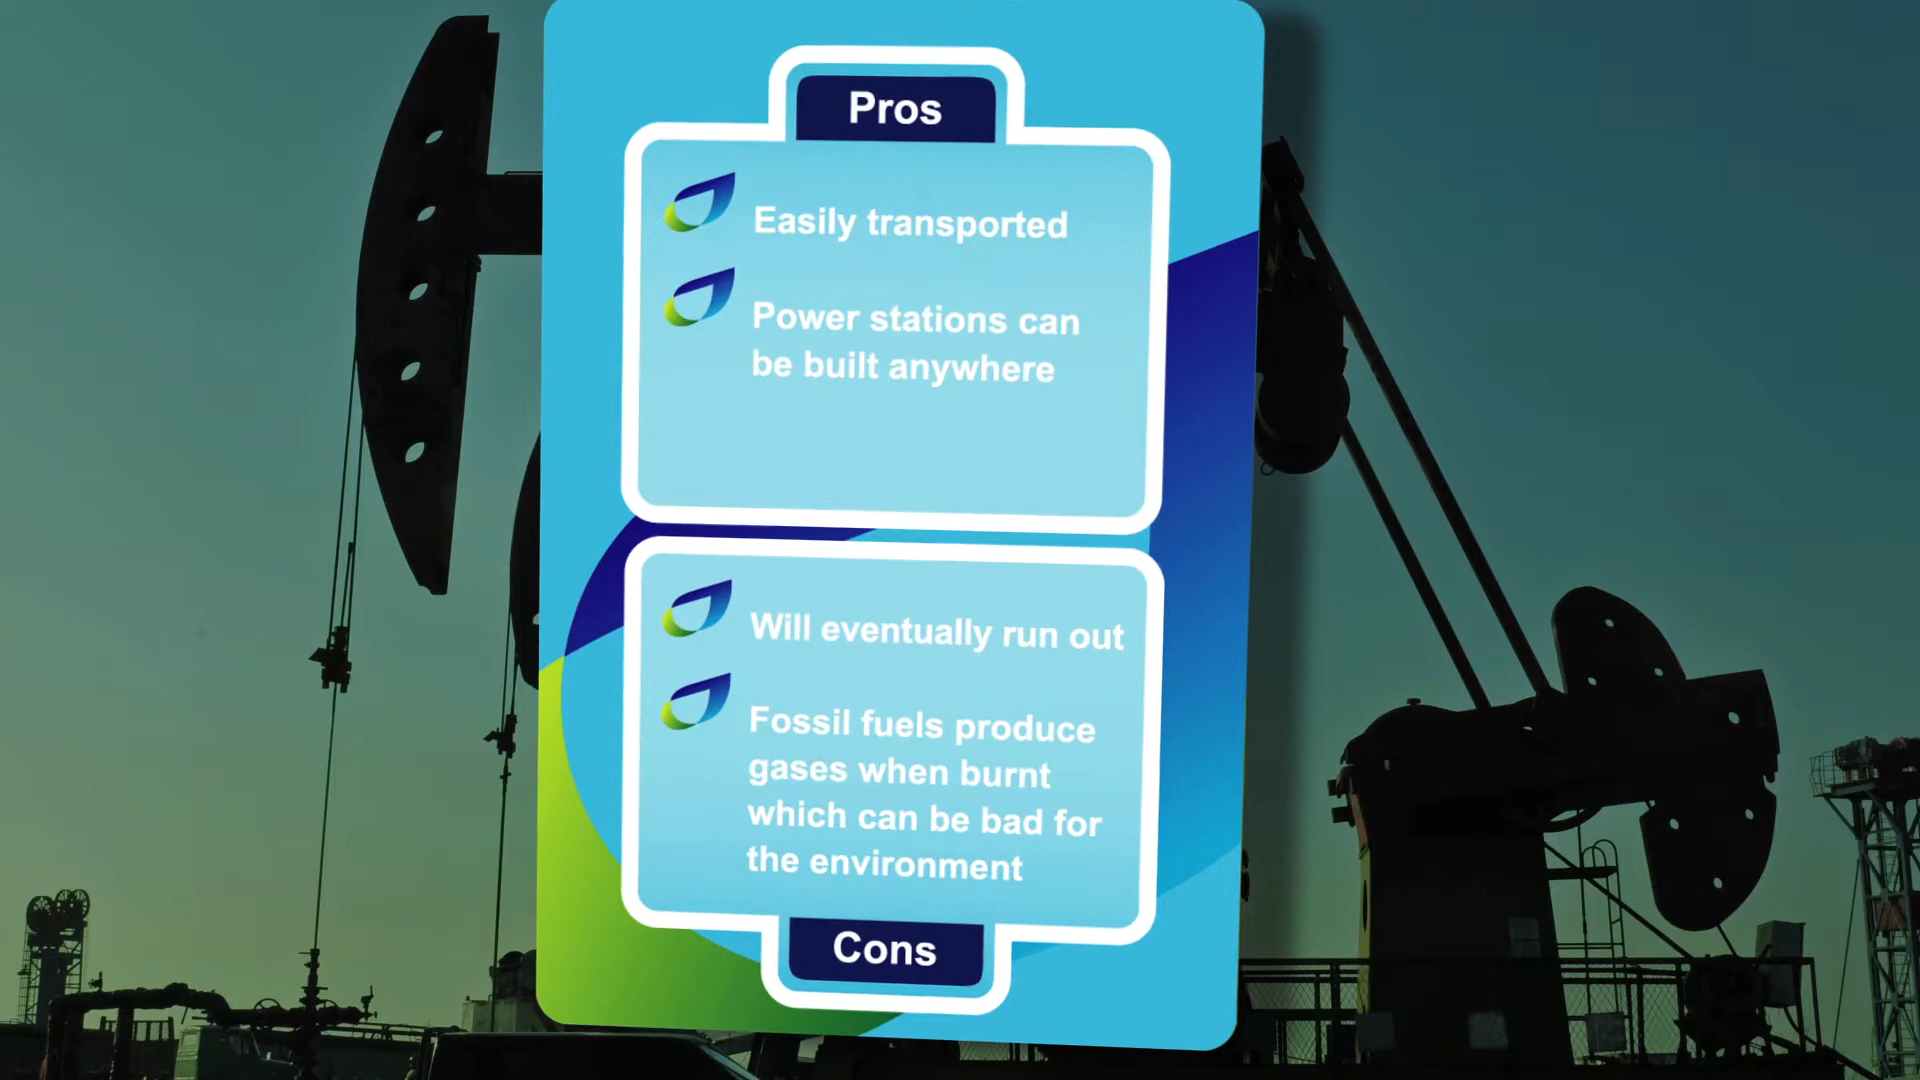 Pros
Easily transported
Power stations can
be built anywhere
Will eventually run out
Fossil fuels produce
gases when burnt
which can be bad for
the environment
Cons